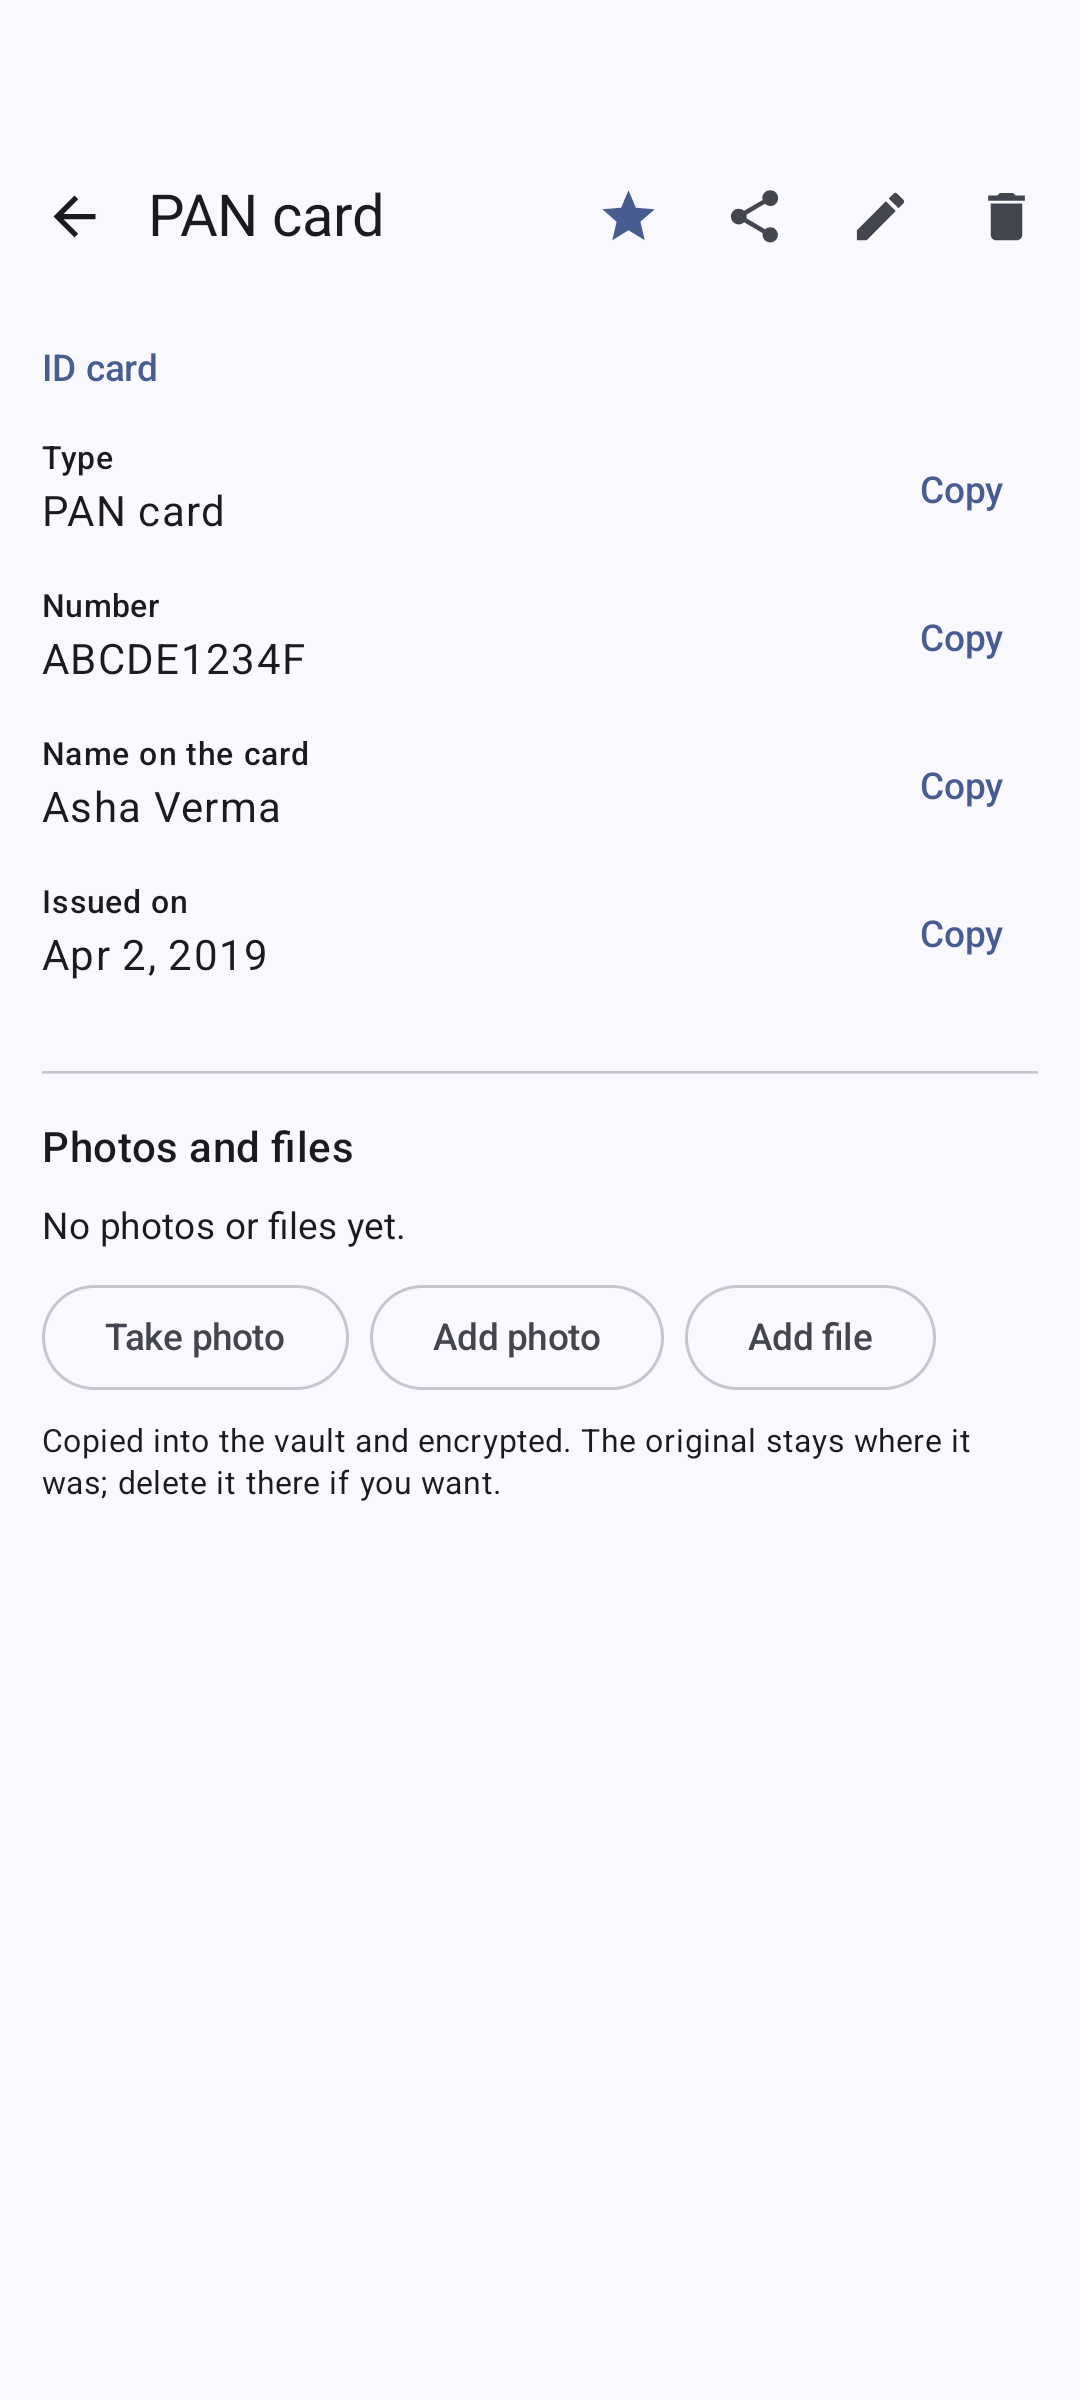 PAN card
ID card
Type
PAN card
Copy
Number
ABCDE1234F
Copy
Name on the card
Asha Verma
Copy
Issued on
Apr 2, 2019
Copy
Photos and files
No photos or files yet.
Take photo
Add photo
Add file
Copied into the vault and encrypted. The original stays where it
was; delete it there if you want.